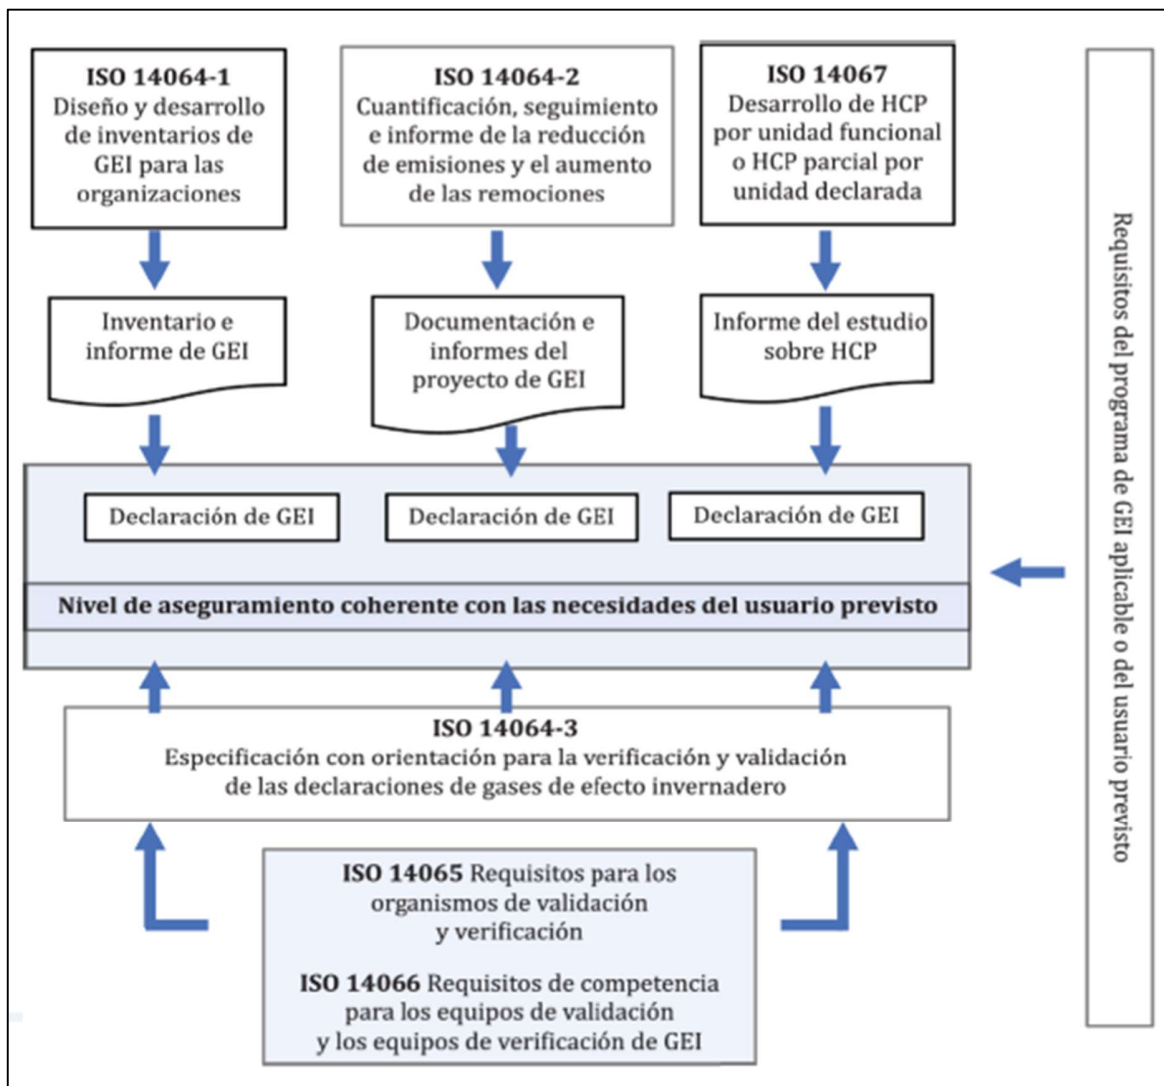 ISO 14064-1
Diseño y desarrollo
de inventarios de
GEI para las
organizaciones
ISO 14064-2
Cuantificación, seguimiento
e informe de la reducción
de emisiones y el aumento
de las remociones
ISO 14067
Desarrollo de HCP
por unidad funcional
o HCP parcial por
unidad declarada
Inventario e
informe de GEI
Documentación e
informes del
proyecto de GEI
Informe del estudio
sobre HCP
Declaración de GEI
Declaración de GEI
Declaración de GEI
Nivel de aseguramiento coherente con las necesidades del usuario previsto
ISO 14064-3
Especificación con orientación para la verificación y validación
de las declaraciones de gases de efecto invernadero
ISO 14065 Requisitos para los
organismos de validación
y verificación
ISO 14066 Requisitos de competencia
para los equipos de validación
y los equipos de verificación de GEI
Requisitos del programa de GEI aplicable o del usuario previsto